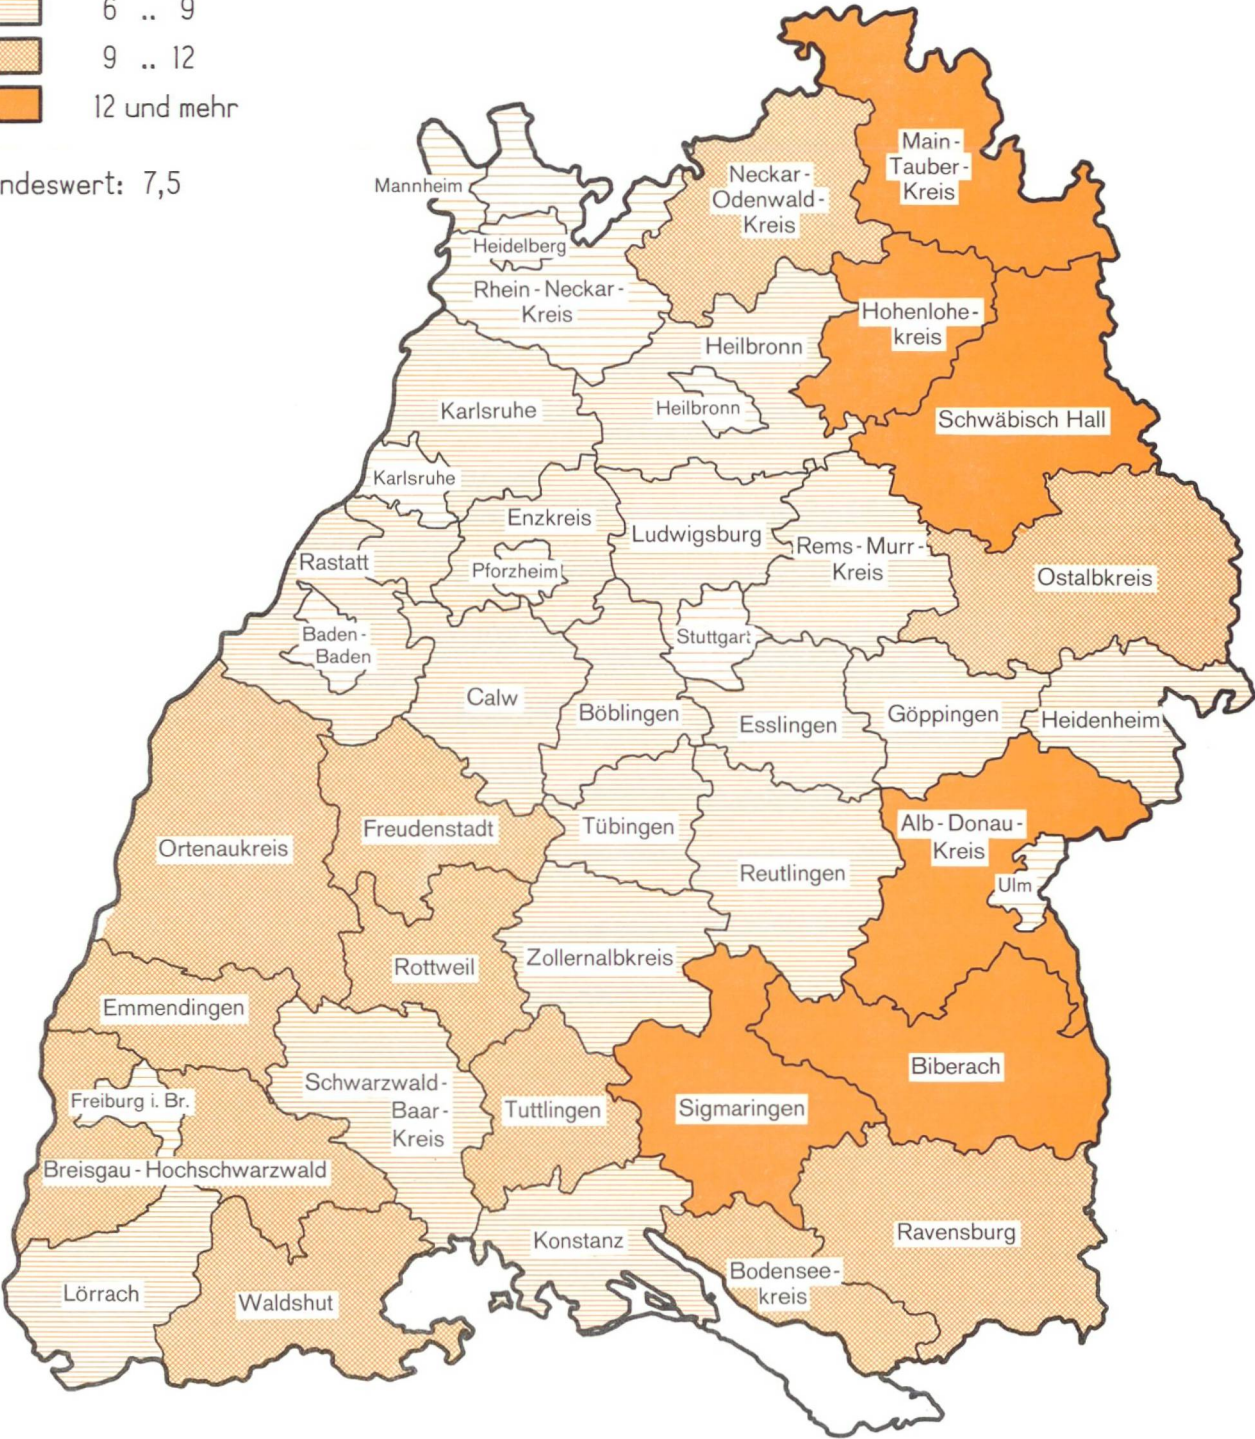 6 .. 9
9 .. 12
12 und mehr
ndeswert: 7,5
Main-
Tauber-
Kreis
Mannheim
Neckar-
Odenwald-
Kreis
Heidelberg
Rhein-Neckar-
Kreis
Hohenlohe-
kreis
Heilbronn
Karlsruhe
Heilbronn
Schwäbisch Hall
Karlsruhe
Enzkreis
Ludwigsburg
Rems-Murr-
Kreis
Rastatt
Pforzheim
Ostalbkreis
Baden-
Baden
Stuttgart
Calw
Böblingen
Esslingen
Göppingen
Heidenheim
Ortenaukreis
Freudenstadt
Tübingen
Alb-Donau-
Kreis
Reutlingen
Ulm
Rottweil
Zollernalbkreis
Emmendingen
Schwarzwald-
Baar-
Kreis
Biberach
Freiburg i. Br.
Tuttlingen
Sigmaringen
Breisgau-Hochschwarzwald
Konstanz
Ravensburg
Lörrach
Waldshut
Bodensee-
kreis